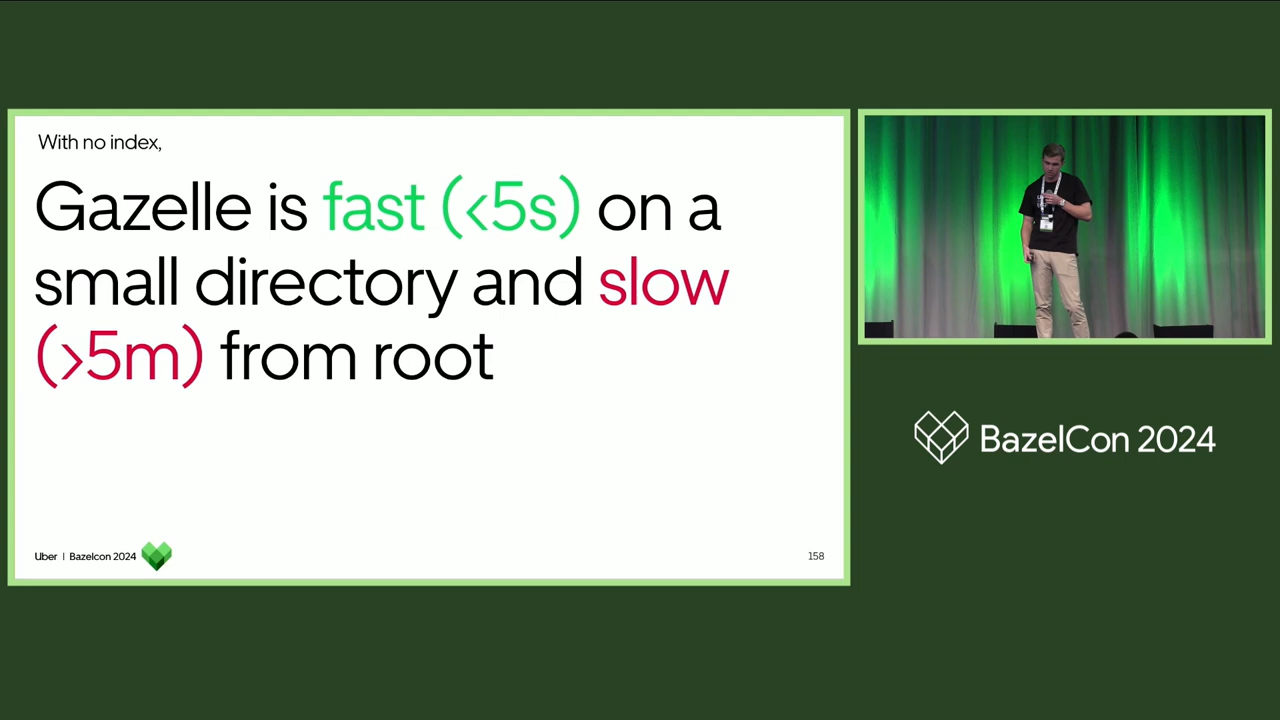 With no index,
Gazelle is fast (<5s) on a
small directory and slow
(>5m) from root
Uber | Bazelcon 2024
158
BazelCon 2024